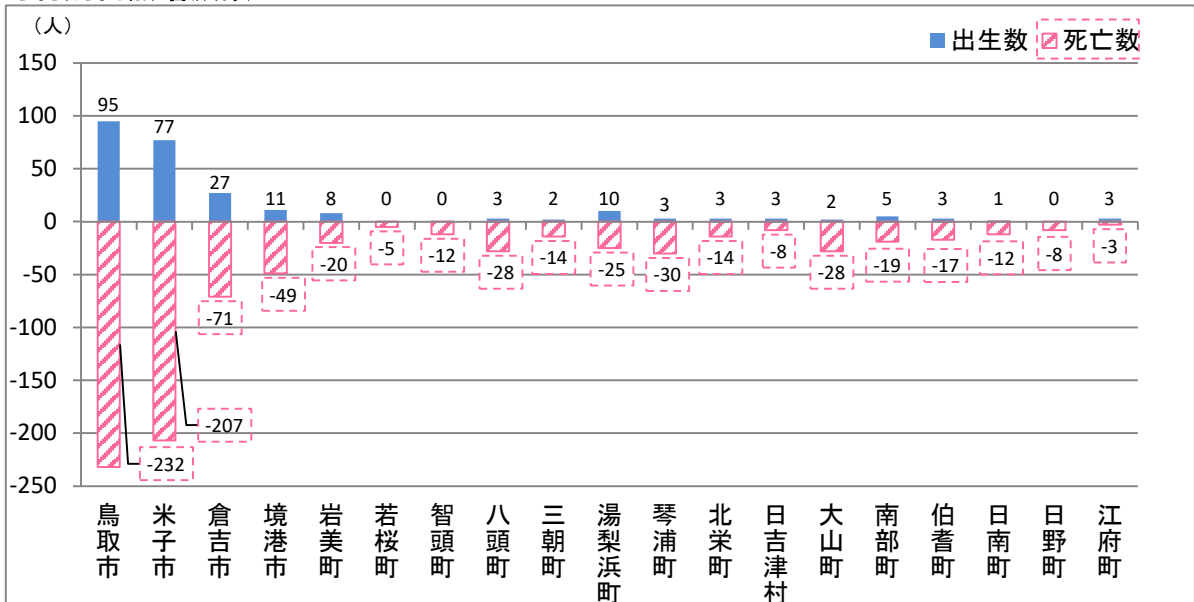 （人）
出生数 死亡数
150
100
50
0
-50
-100
-150
-200
-250
95 77 27 11 8 0 0 3 2 10 3 3 3 2 5 3 1 0 3
-232 -207 -71 -49 -20 -5 -12 -28 -14 -25 -30 -14 -8 -28 -19 -17 -12 -8 -3
鳥取市
米子市
倉吉市
境港市
岩美町
若桜町
智頭町
八頭町
三朝町
湯梨浜町
琴浦町
北栄町
日吉津村
大山町
南部町
伯耆町
日南町
日野町
江府町